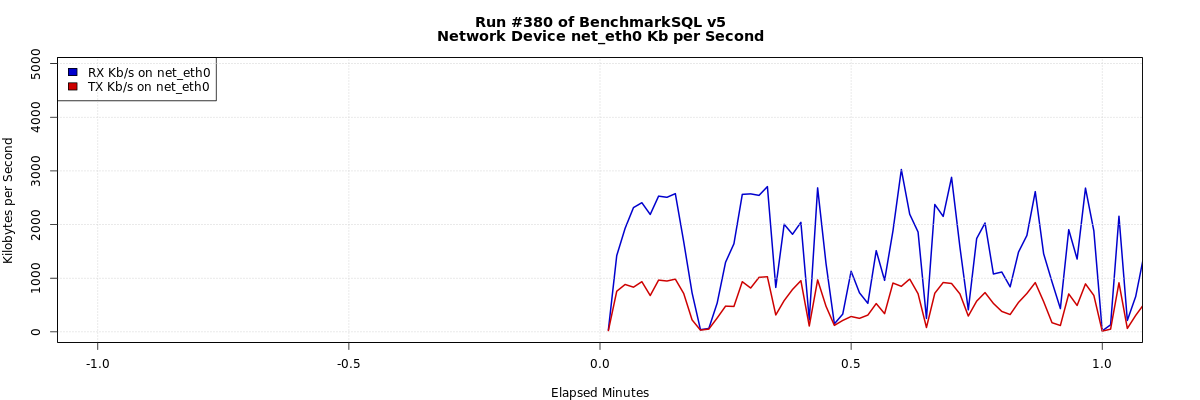 Run #380 of BenchmarkSQL v5
Network Device net_eth0 Kb per Second
RX Kb/s on net_eth0
TX Kb/s on net_eth0
Kilobytes per Second
5000
4000
3000
2000
1000
0
-1.0
-0.5
0.0
0.5
1.0
Elapsed Minutes